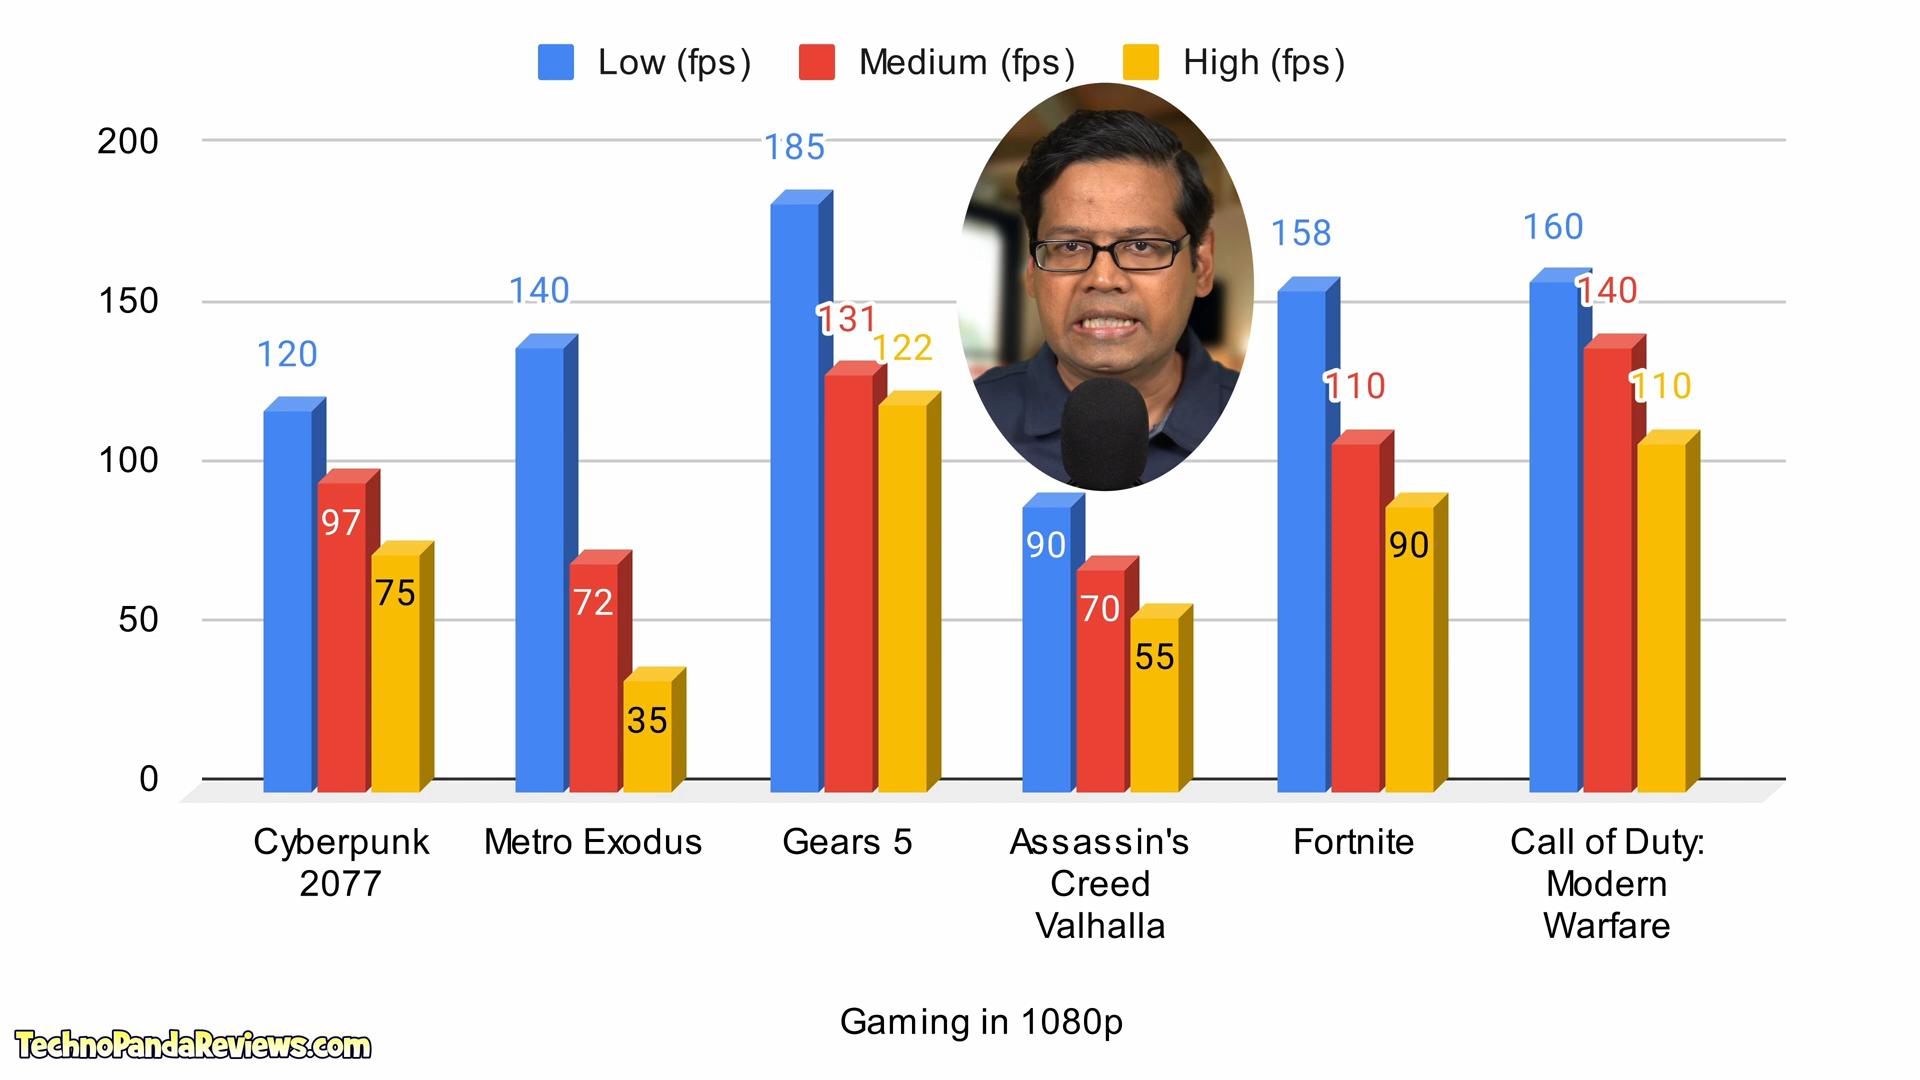 Low (fps) Medium (fps) High (fps)
200
150
100
50
0
120
97
75
140
72
35
185
131
122
90
70
55
158
110
90
160
140
110
Cyberpunk
2077
Metro Exodus
Gears 5
Assassin's
Creed
Valhalla
Fortnite
Call of Duty:
Modern
Warfare
Gaming in 1080p
TechnoPandaReviews.com